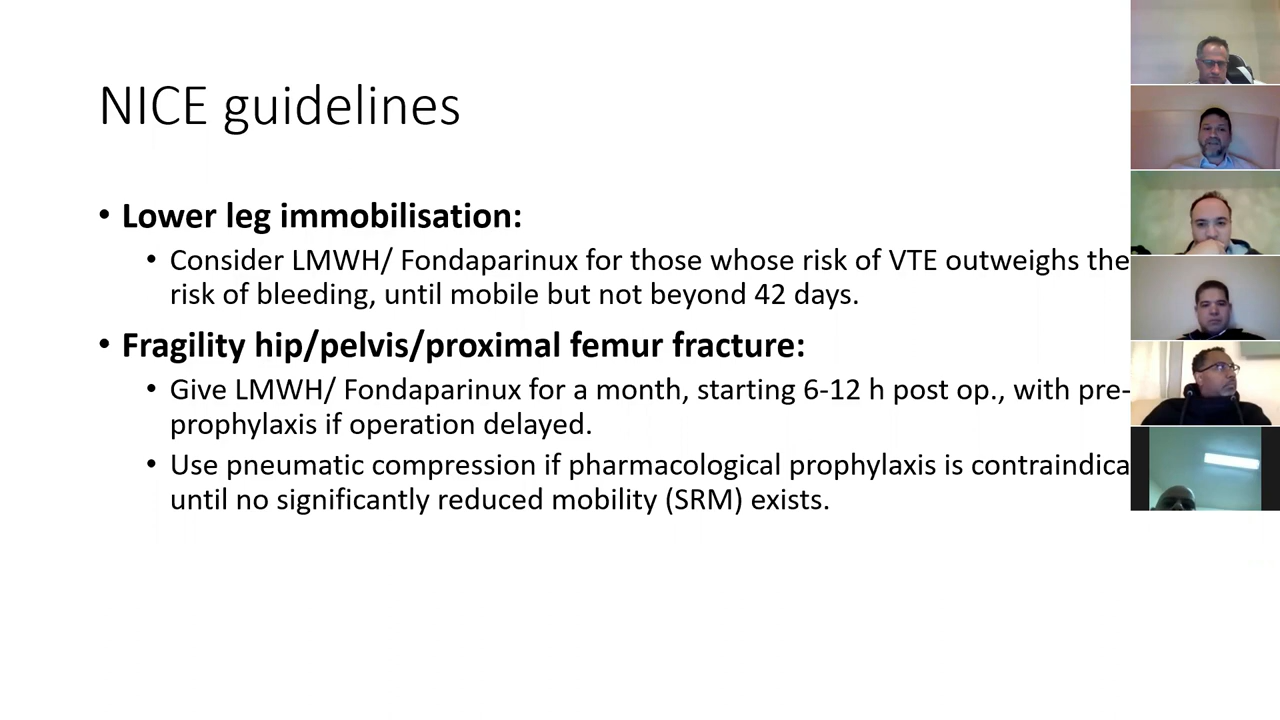 NICE guidelines
• Lower leg immobilisation:
• Consider LMWH/ Fondaparinux for those whose risk of VTE outweighs the
risk of bleeding, until mobile but not beyond 42 days.
• Fragility hip/pelvis/proximal femur fracture:
• Give LMWH/ Fondaparinux for a month, starting 6-12 h post op., with pre-
prophylaxis if operation delayed.
• Use pneumatic compression if pharmacological prophylaxis is contraindica
until no significantly reduced mobility (SRM) exists.